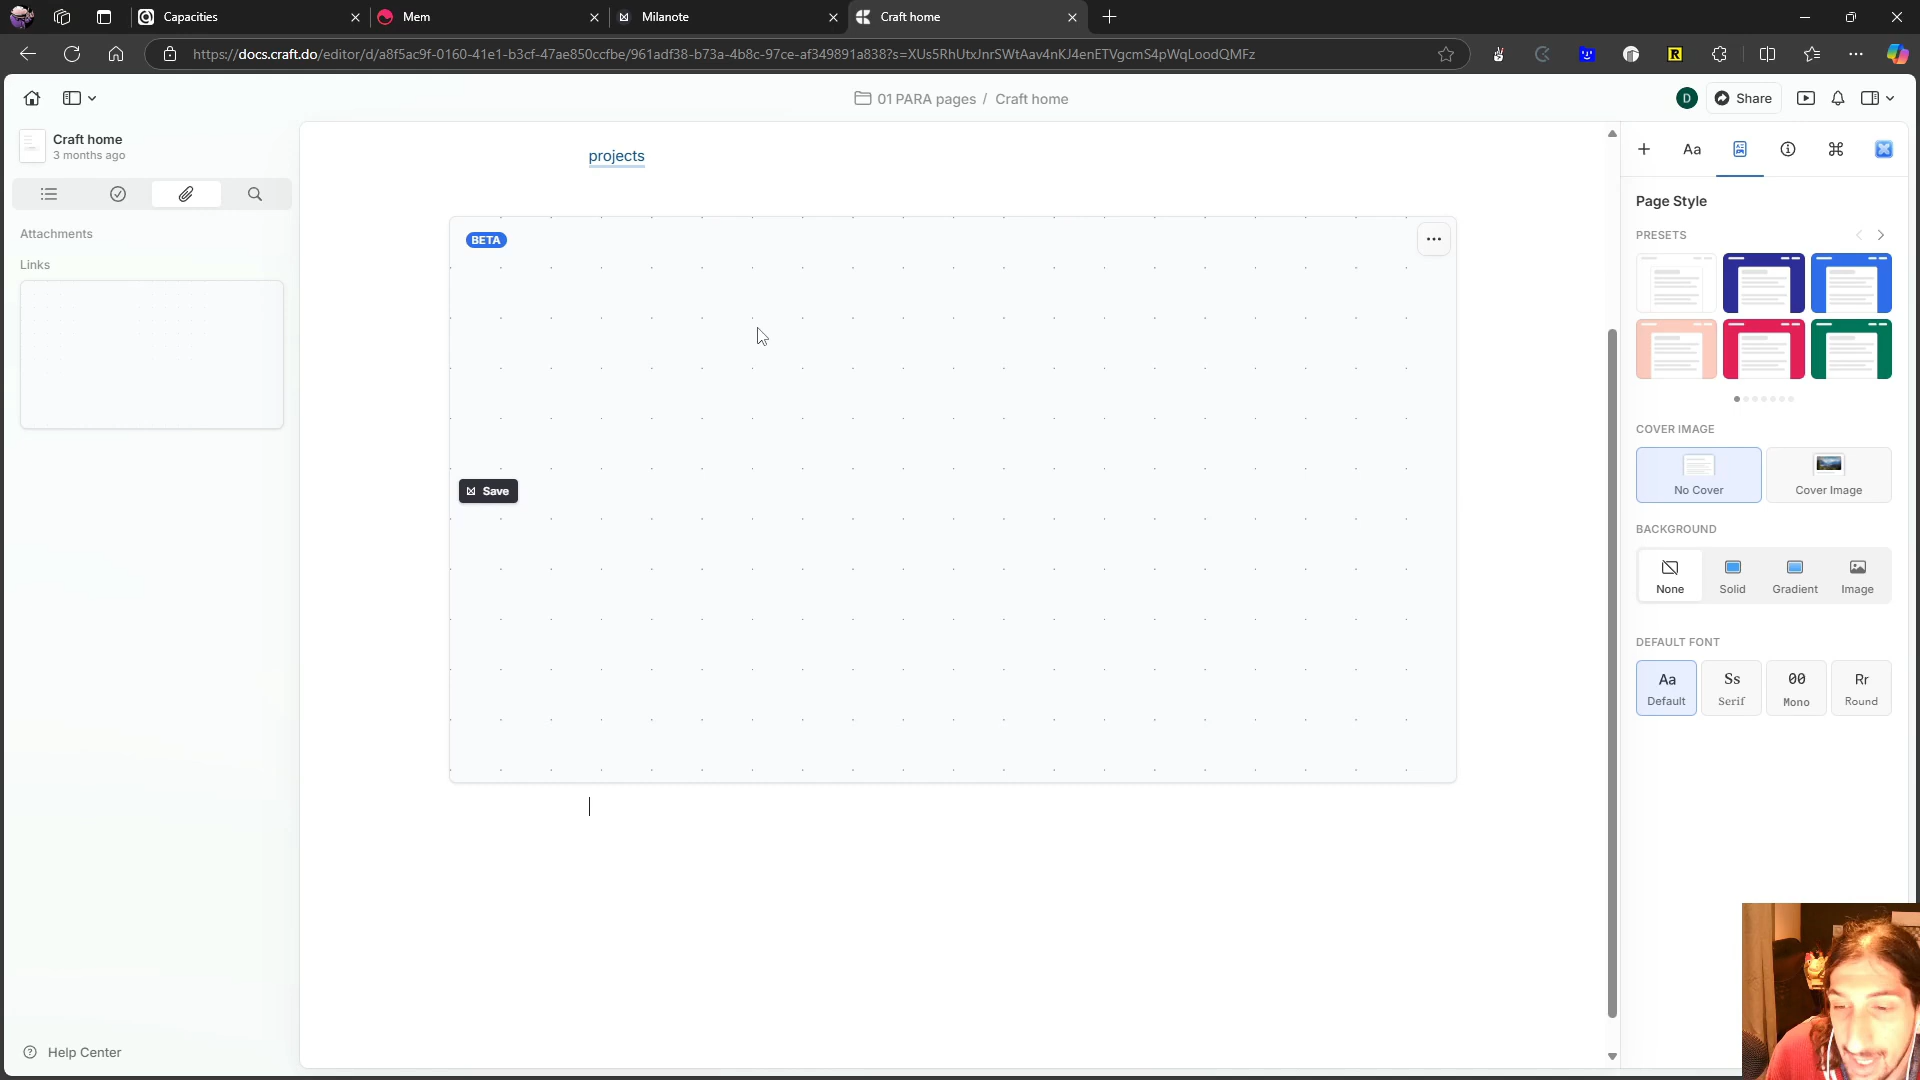 Capacities
Mem
Milanote
Craft home
https://docs.craft.do/editor/d/a8f5ac9f-0160-41e1-b3cf-47ae850ccfbe/961adf38-b73a-4b8c-97ce-af349891a838?s=XUs5RhUtxJnrSWtAav4nKJ4enETVgcmS4pWqLoodQMFz
01 PARA pages / Craft home
D
Share
Craft home
3 months ago
Attachments
Links
projects
BETA
Save
Aa
Page Style
PRESETS
COVER IMAGE
No Cover
Cover Image
BACKGROUND
None
Solid
Gradient
Image
DEFAULT FONT
Aa
Default
Ss
Serif
00
Mono
Rr
Round
Help Center